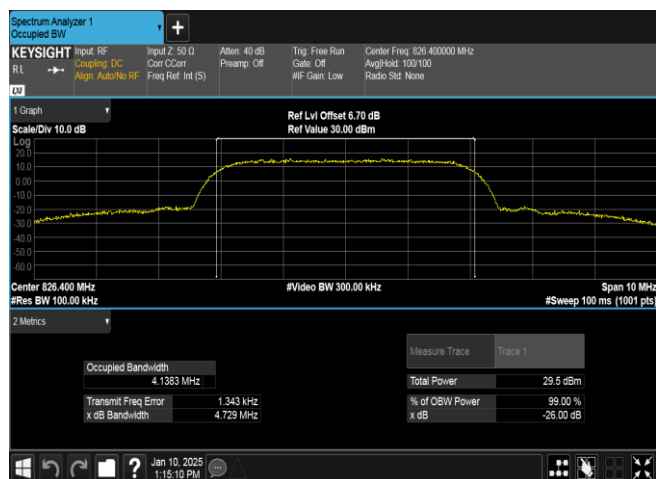 Spectrum Analyzer 1
Occupied BW
+
KEYSIGHT Input: RF Input Z: 50 Ω Atten: 40 dB Trig: Free Run Center Freq: 826.400000 MHz
RL Coupling: DC Corr CCorr Preamp: Off Gate: Off Avg|Hold: 100/100
Align: Auto/No RF Freq Ref: Int (S) #IF Gain: Low Radio Std: None
LXI
1 Graph
Ref Lvl Offset 6.70 dB
Scale/Div 10.0 dB Ref Value 30.00 dBm
Log
20.0
10.0
0.00
-10.0
-20.0
-30.0
-40.0
-50.0
-60.0
Center 826.400 MHz #Video BW 300.00 kHz Span 10 MHz
#Res BW 100.00 kHz #Sweep 100 ms (1001 pts)
2 Metrics
Measure Trace Trace 1
Occupied Bandwidth
4.1383 MHz
Total Power 29.5 dBm
Transmit Freq Error 1.343 kHz % of OBW Power 99.00 %
x dB Bandwidth 4.729 MHz x dB -26.00 dB
?
Jan 10, 2025
1:15:10 PM